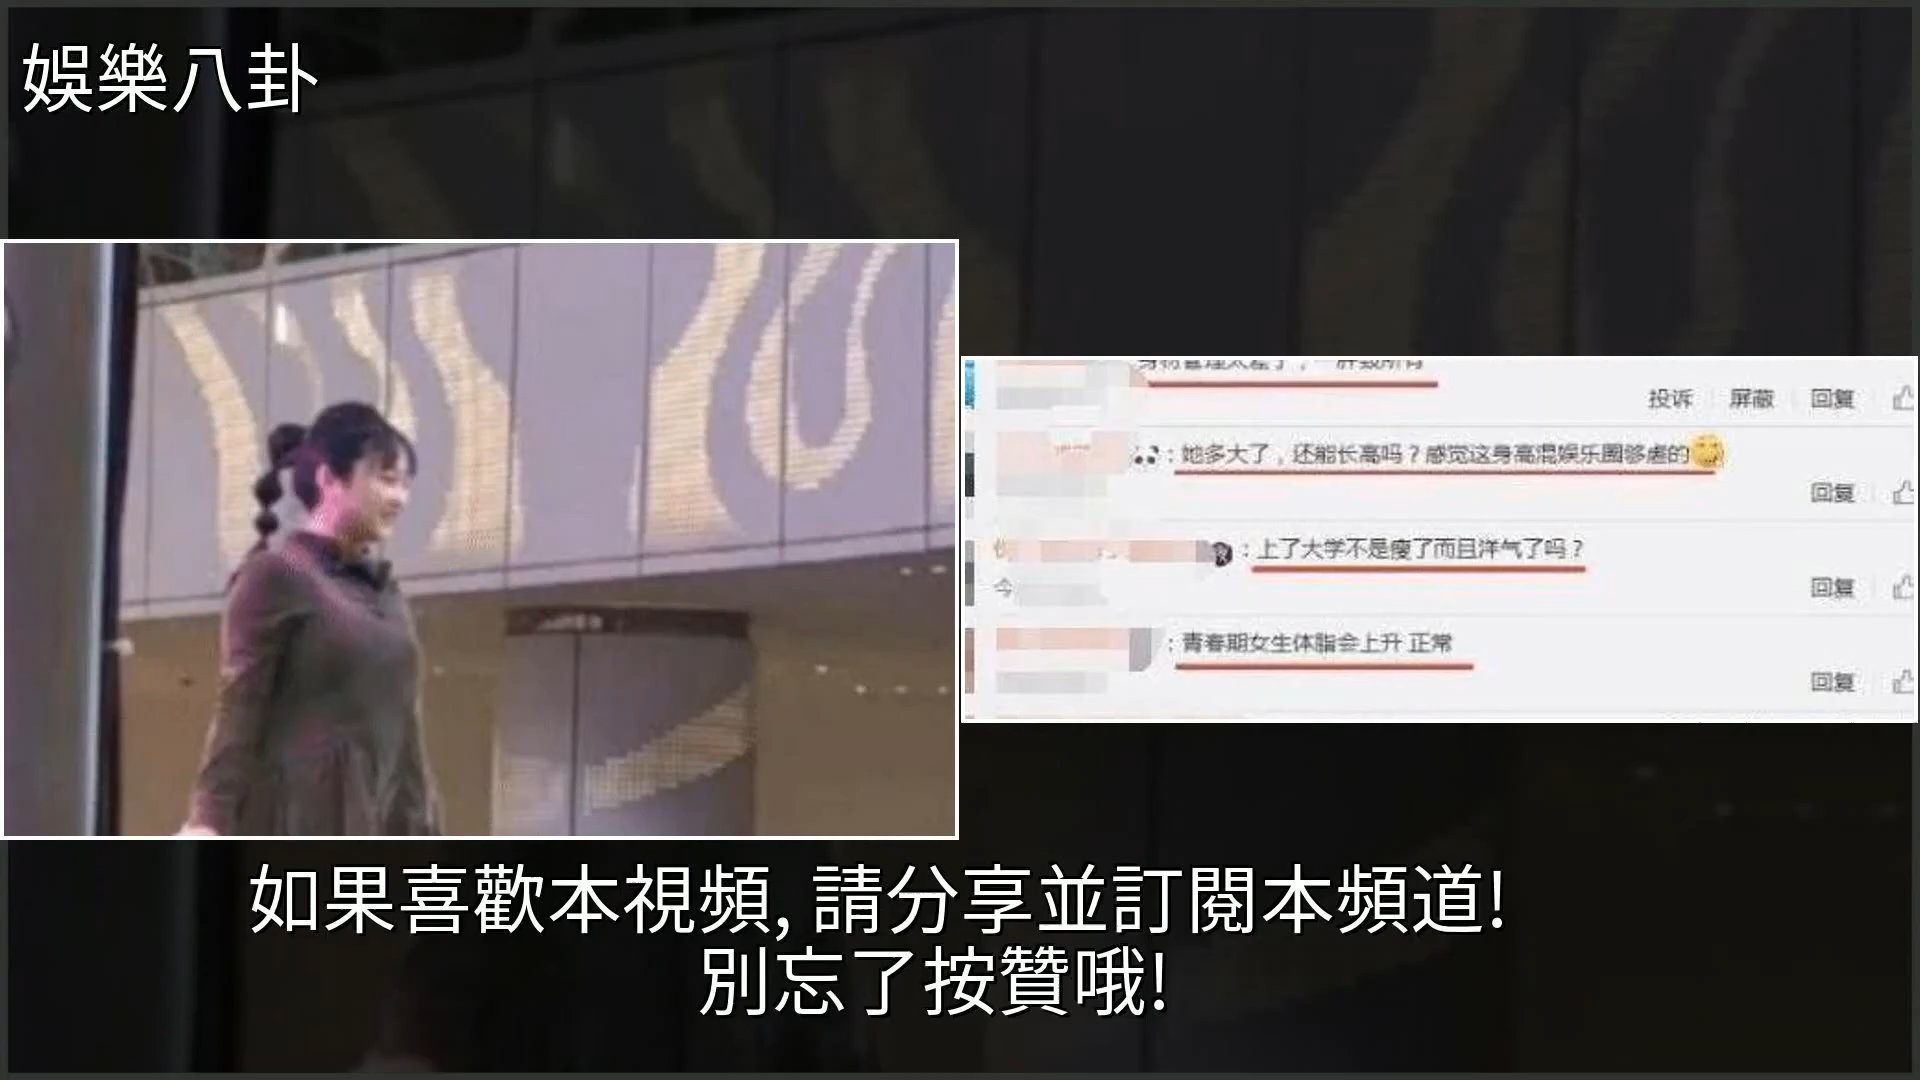 娛樂八卦
投诉 屏蔽 回复
：她多大了，还能长高吗？感觉这身高混娱乐圈够虐的
回复
：上了大学不是瘦了而且洋气了吗？
今
回复
：青春期女生体脂会上升 正常
回复
如果喜歡本視頻, 請分享並訂閱本頻道!
別忘了按贊哦!